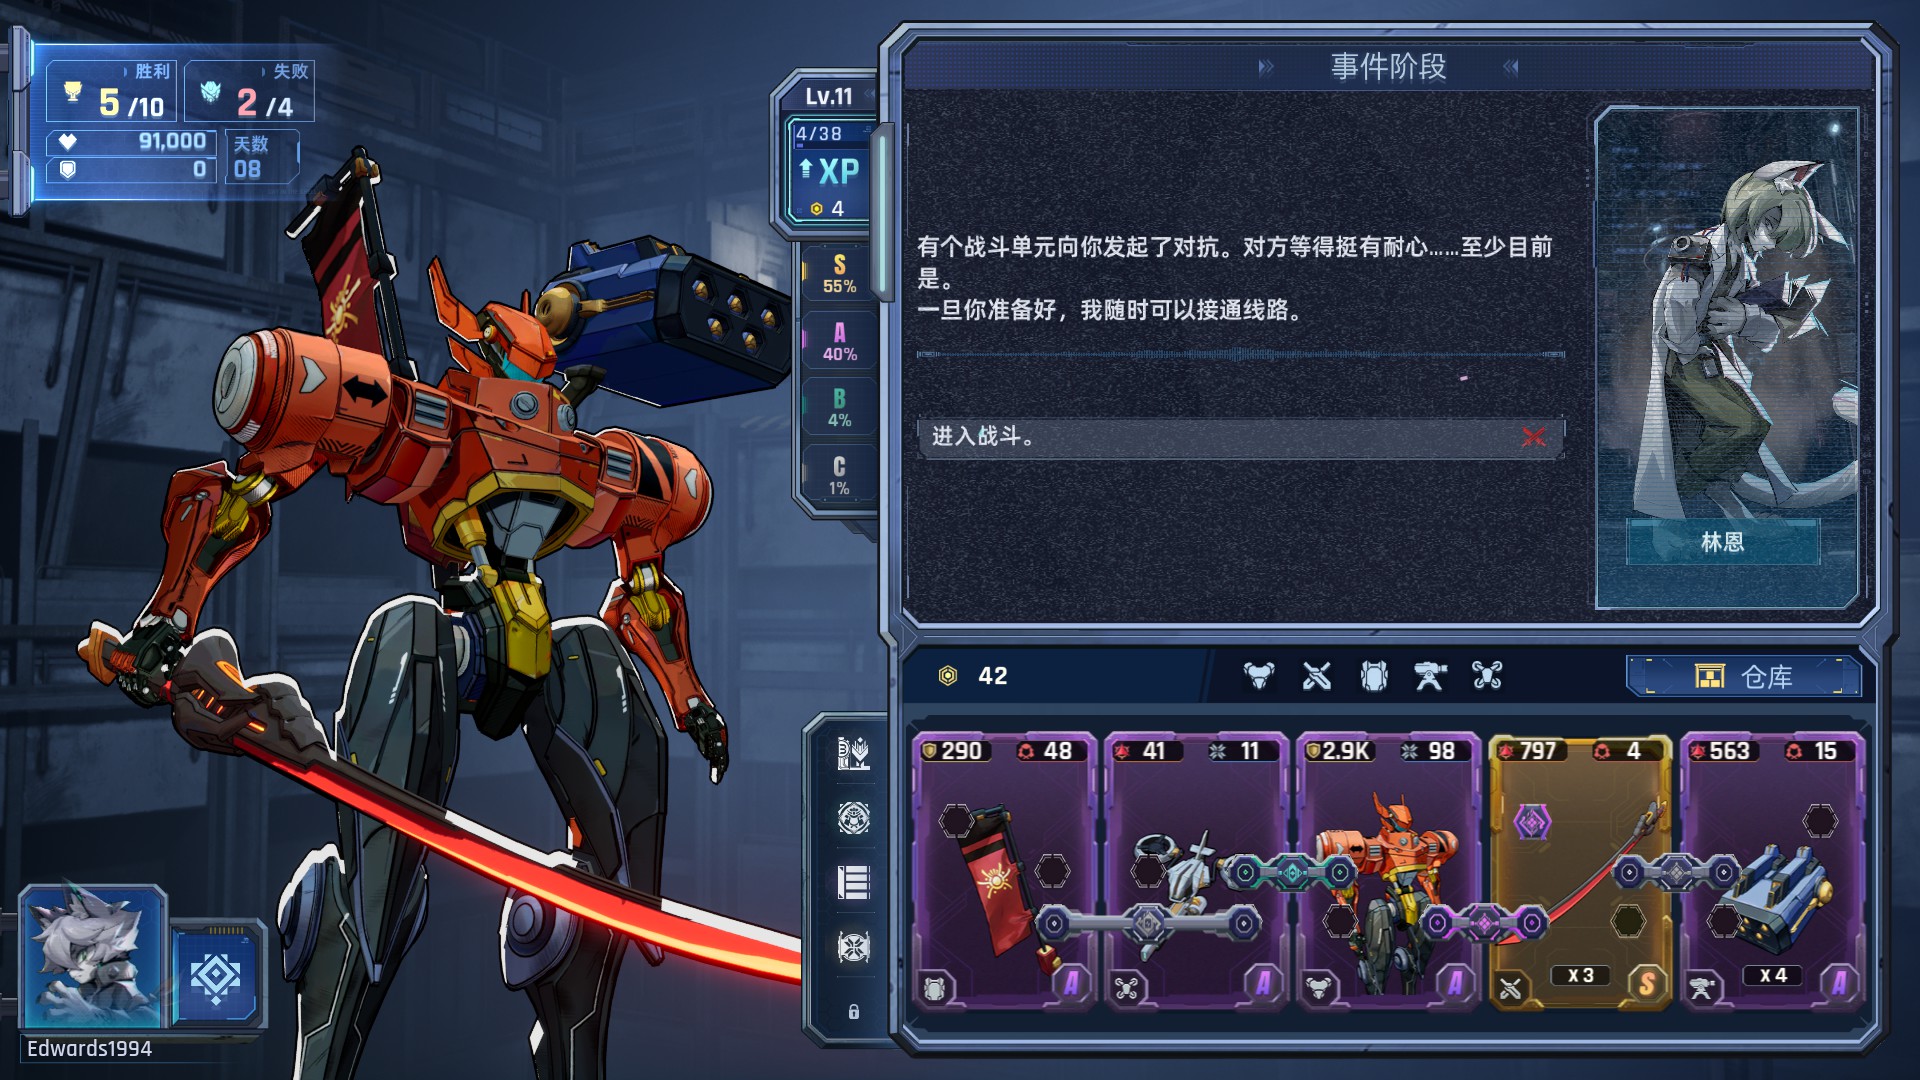 胜利
5 /10
失败
2 /4
91,000
0
天数
08
Lv.11
4/38
XP
4
S
55%
A
40%
B
4%
C
1%
事件阶段
有个战斗单元向你发起了对抗。对方等得挺有耐心……至少目前
是。
一旦你准备好，我随时可以接通线路。
进入战斗。
林恩
42
仓库
290 48
41 11
2.9K 98
797 4
563 15
A
A
A
x3
S
x4
A
Edwards1994